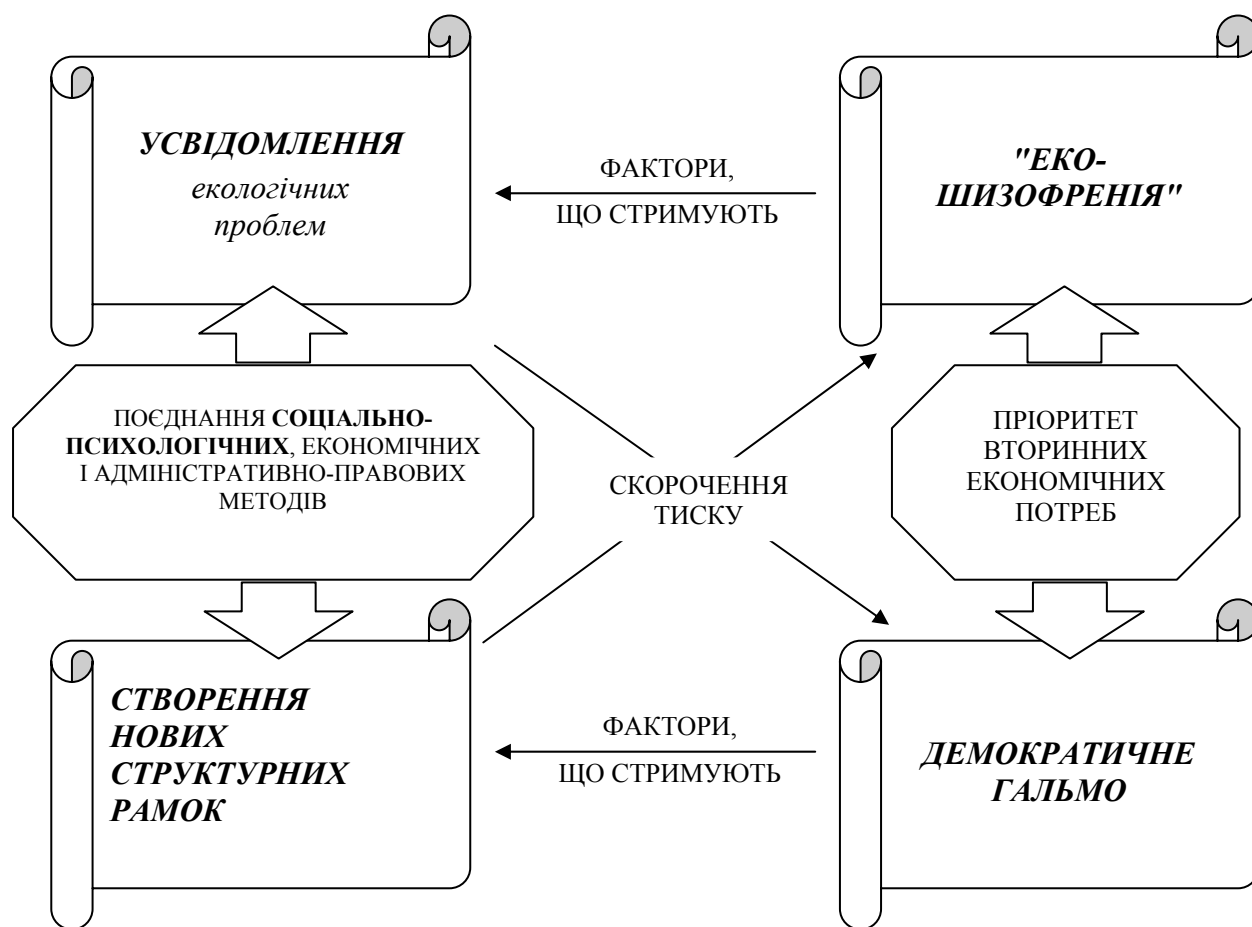 УСВІДОМЛЕННЯ
екологічних
проблем
ФАКТОРИ,
ЩО СТРИМУЮТЬ
"ЕКО-
ШИЗОФРЕНІЯ"
ПОЄДНАННЯ СОЦІАЛЬНО-
ПСИХОЛОГІЧНИХ, ЕКОНОМІЧНИХ
І АДМІНІСТРАТИВНО-ПРАВОВИХ
МЕТОДІВ
СКОРОЧЕННЯ
ТИСКУ
ПРІОРИТЕТ
ВТОРИННИХ
ЕКОНОМІЧНИХ
ПОТРЕБ
СТВОРЕННЯ
НОВИХ
СТРУКТУРНИХ
РАМОК
ФАКТОРИ,
ЩО СТРИМУЮТЬ
ДЕМОКРАТИЧНЕ
ГАЛЬМО